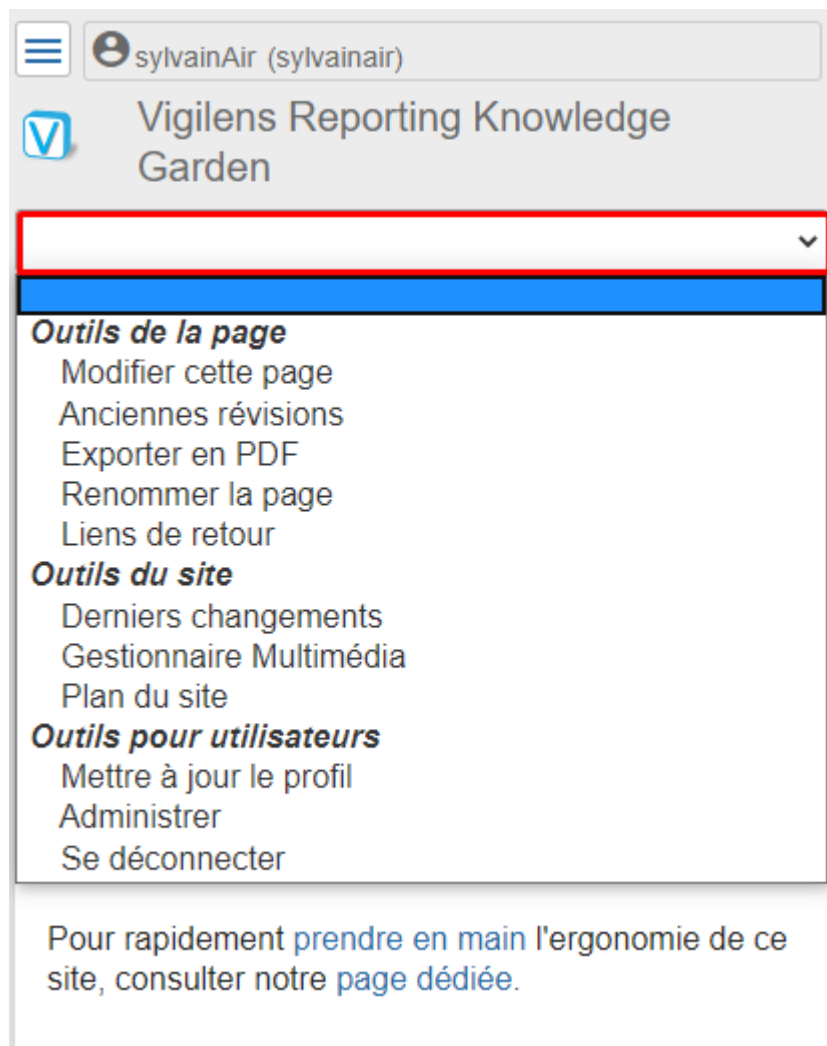 sylvainAir (sylvainair)
V
Vigilens Reporting Knowledge
Garden
Outils de la page
Modifier cette page
Anciennes révisions
Exporter en PDF
Renommer la page
Liens de retour
Outils du site
Derniers changements
Gestionnaire Multimédia
Plan du site
Outils pour utilisateurs
Mettre à jour le profil
Administrer
Se déconnecter
Pour rapidement prendre en main l'ergonomie de ce
site, consulter notre page dédiée.